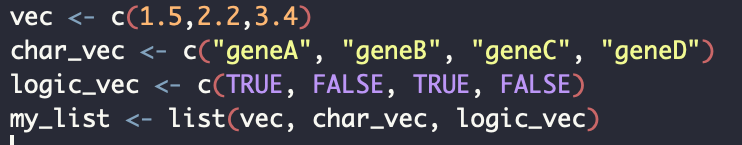 vec <- c(1.5,2.2,3.4)
char_vec <- c("geneA", "geneB", "geneC", "geneD")
logic_vec <- c(TRUE, FALSE, TRUE, FALSE)
my_list <- list(vec, char_vec, logic_vec)